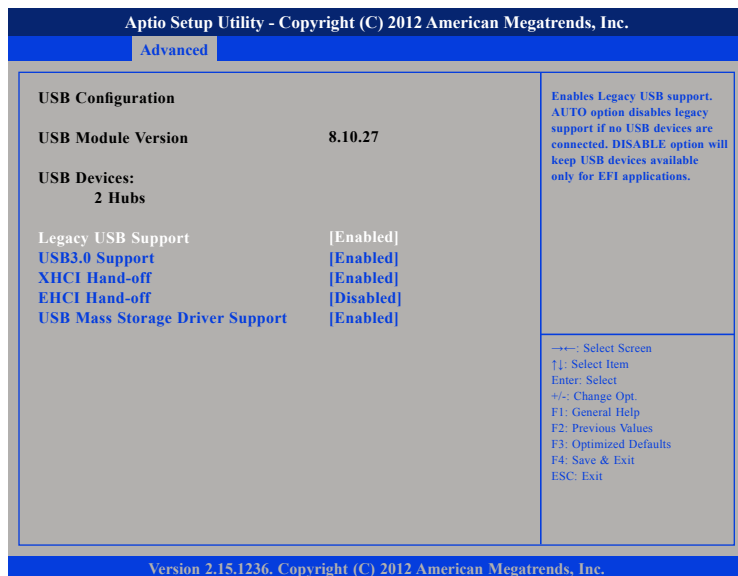 Aptio Setup Utility - Copyright (C) 2012 American Megatrends, Inc.
Advanced
USB Configuration
USB Module Version 8.10.27
USB Devices:
2 Hubs
Legacy USB Support [Enabled]
USB3.0 Support [Enabled]
XHCI Hand-off [Enabled]
EHCI Hand-off [Disabled]
USB Mass Storage Driver Support [Enabled]
Enables Legacy USB support.
AUTO option disables legacy
support if no USB devices are
connected. DISABLE option will
keep USB devices available
only for EFI applications.
→←: Select Screen
↑↓: Select Item
Enter: Select
+/-: Change Opt.
F1: General Help
F2: Previous Values
F3: Optimized Defaults
F4: Save & Exit
ESC: Exit
Version 2.15.1236. Copyright (C) 2012 American Megatrends, Inc.